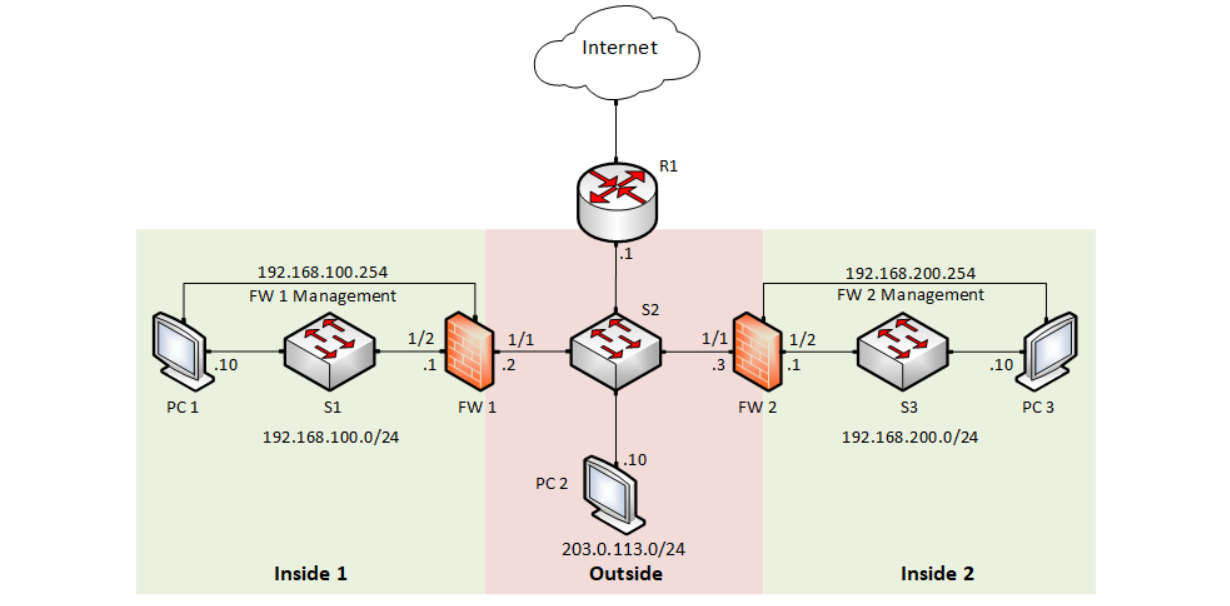 Internet
R1
.1
192.168.100.254
FW 1 Management
192.168.200.254
FW 2 Management
S2
1/2
1/1
1/1
1/2
.10
.1
.2
.3
.1
.10
PC 1
S1
FW 1
FW 2
S3
PC 3
192.168.100.0/24
192.168.200.0/24
.10
PC 2
203.0.113.0/24
Inside 1
Outside
Inside 2